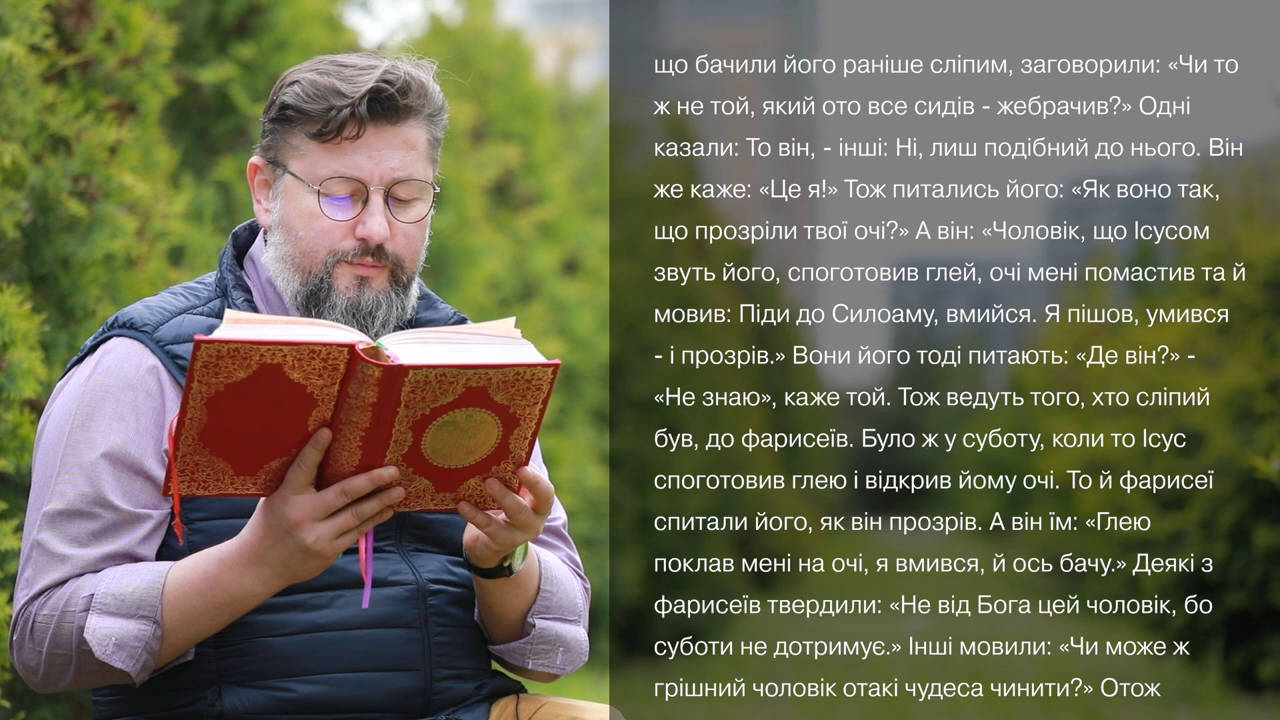 що бачили його раніше сліпим, заговорили: «Чи то
ж не той, який ото все сидів - жебрачив?» Одні
казали: То він, - інші: Ні, лиш подібний до нього. Він
же каже: «Це я!» Тож питались його: «Як воно так,
що прозріли твої очі?» А він: «Чоловік, що Ісусом
звуть його, споготовив глей, очі мені помастив та й
мовив: Піди до Силоаму, вмийся. Я пішов, умився
- і прозрів.» Вони його тоді питають: «Де він?» -
«Не знаю», каже той. Тож ведуть того, хто сліпий
був, до фарисеїв. Було ж у суботу, коли то Ісус
споготовив глею і відкрив йому очі. То й фарисеї
спитали його, як він прозрів. А він їм: «Глею
поклав мені на очі, я вмився, й ось бачу.» Деякі з
фарисеїв твердили: «Не від Бога цей чоловік, бо
суботи не дотримує.» Інші мовили: «Чи може ж
грішний чоловік отакі чудеса чинити?» Отож